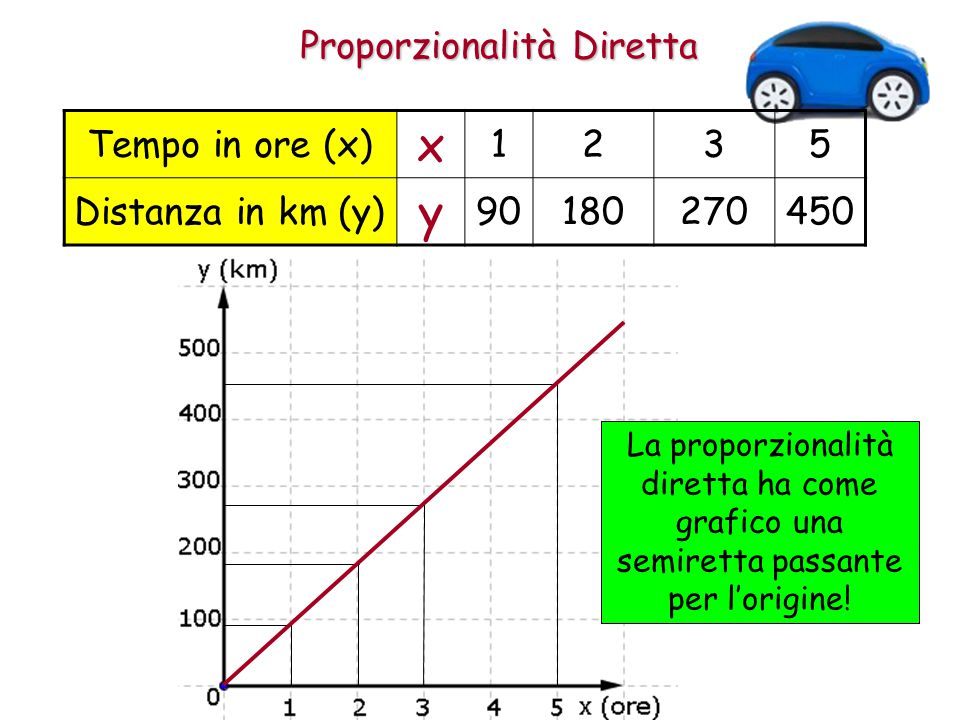 Proporzionalità Diretta
Tempo in ore (x) x 1 2 3 5
Distanza in km (y) y 90 180 270 450
y (km)
500
400
300
200
100
0
1 2 3 4 5 x (ore)
La proporzionalità
diretta ha come
grafico una
semiretta passante
per l’origine!